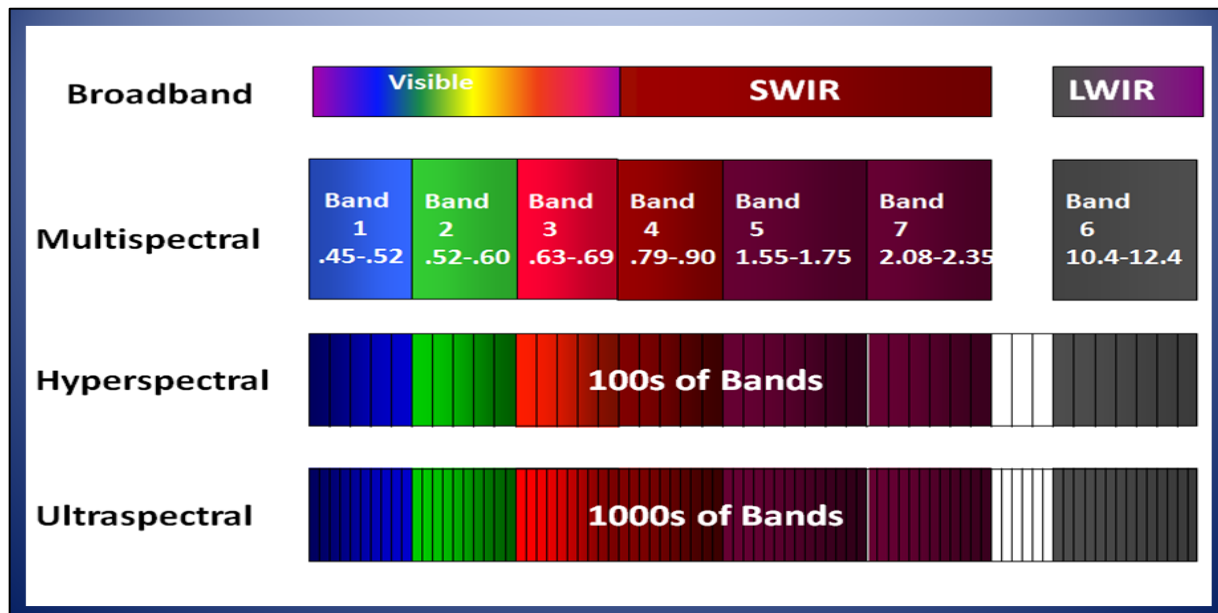 Broadband
Visible
SWIR
LWIR
Multispectral
Band
1
.45-.52
Band
2
.52-.60
Band
3
.63-.69
Band
4
.79-.90
Band
5
1.55-1.75
Band
7
2.08-2.35
Band
6
10.4-12.4
Hyperspectral
100s of Bands
Ultraspectral
1000s of Bands